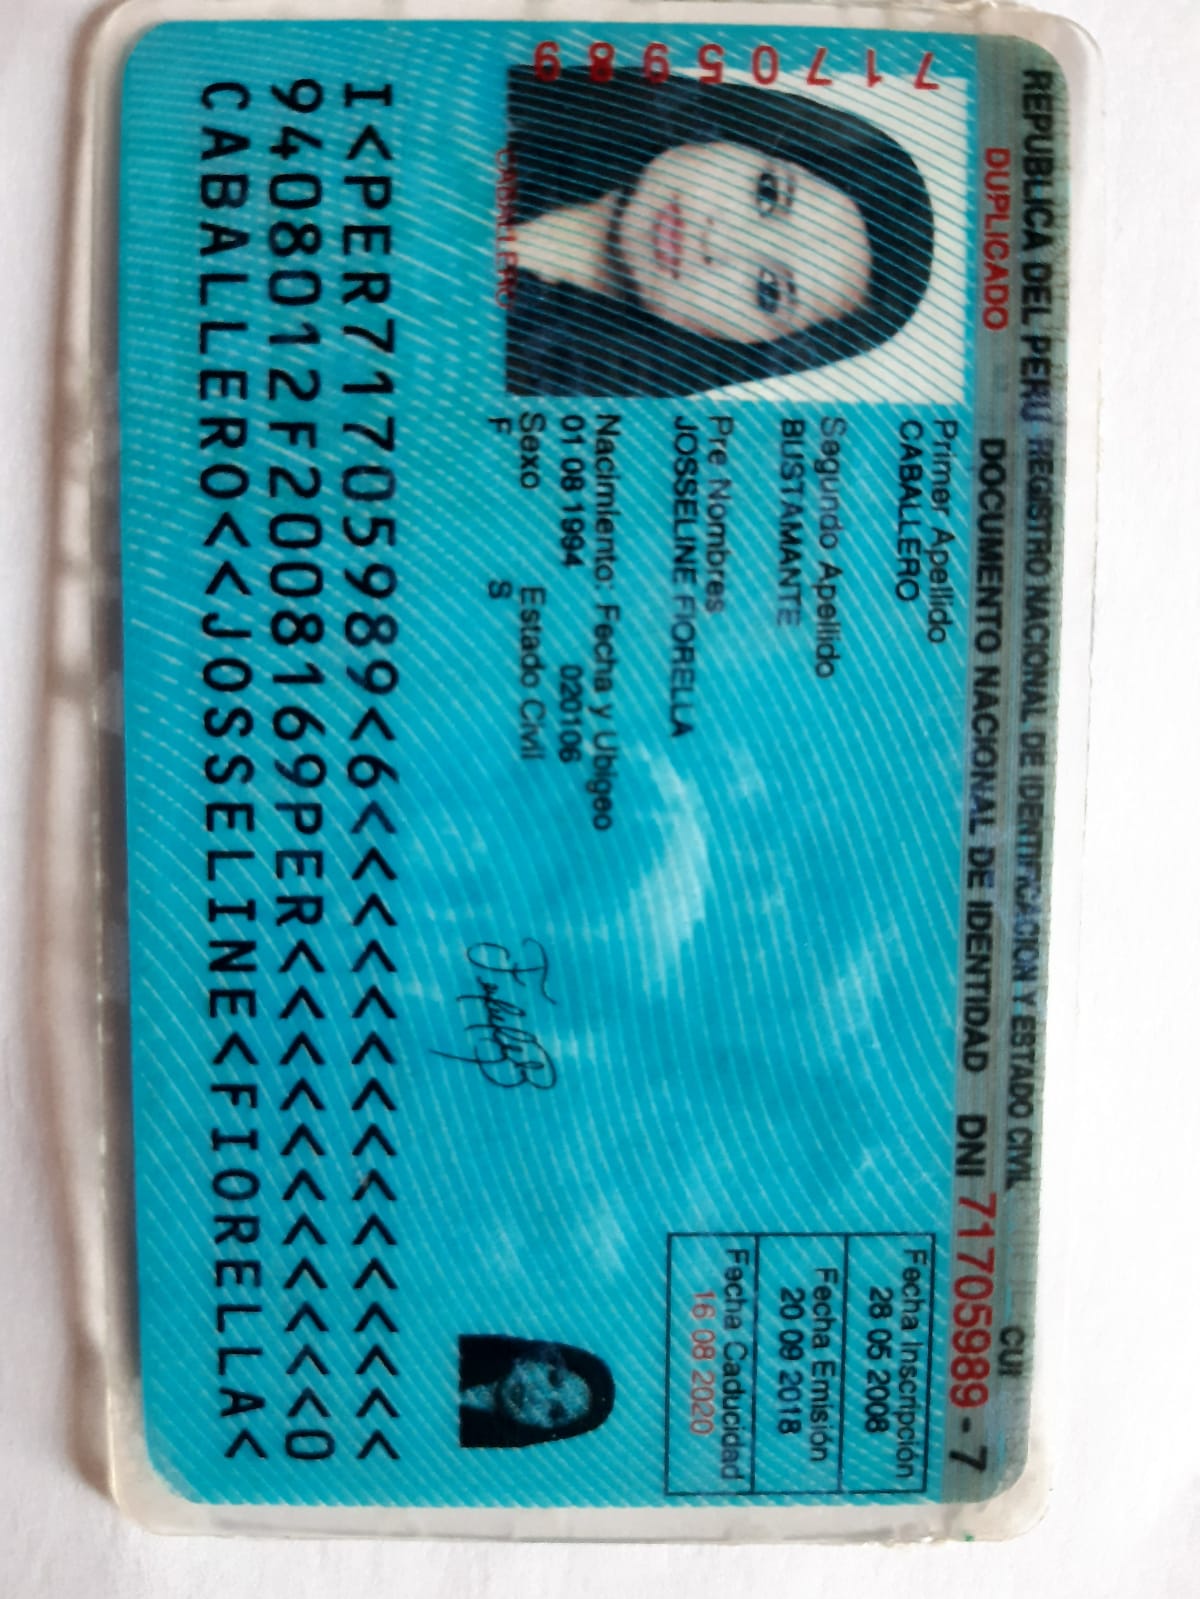 REPUBLICA DEL PERU REGISTRO NACIONAL DE IDENTIFICACION Y ESTADO CIVIL CUI
DUPLICADO DOCUMENTO NACIONAL DE IDENTIDAD DNI 71705989 - 7
71705989
Primer Apellido
CABALLERO
Segundo Apellido
BUSTAMANTE
Pre Nombres
JOSSELINE FIORELLA
Nacimiento: Fecha y Ubigeo
01 08 1994 020106
Sexo Estado Civil
F S
Fecha Inscripción
28 05 2008
Fecha Emisión
20 09 2018
Fecha Caducidad
16 08 2020
CABALLERO
I<PER71705989<6<<<<<<<<<<<<<<<
9408012F2008169PER<<<<<<<<<<<0
CABALLERO<<JOSSELINE<FIORELLA<